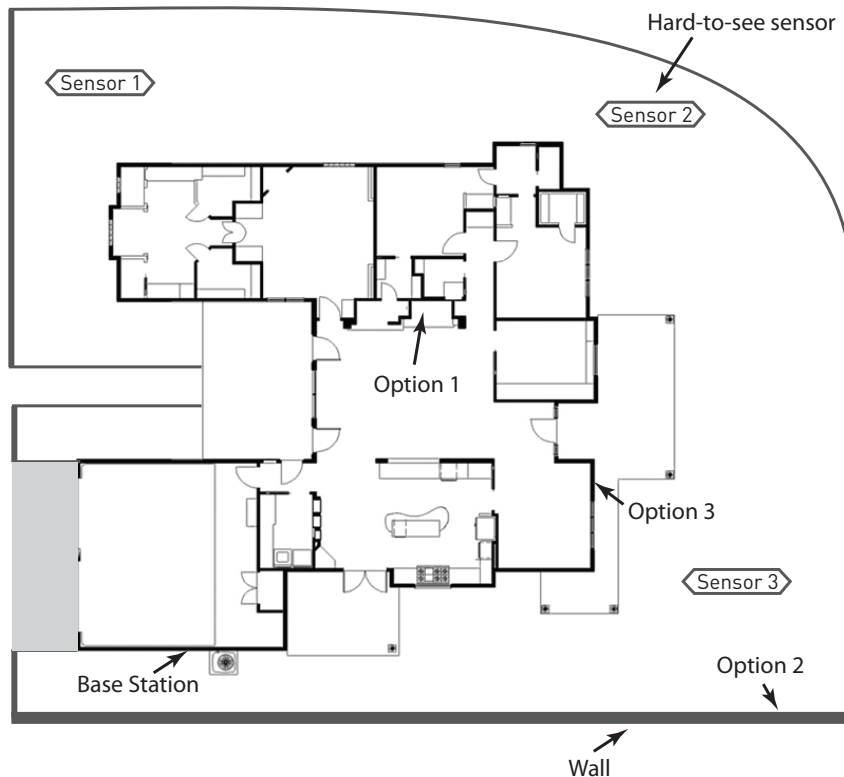 Hard-to-see sensor
Sensor 1
Sensor 2
Option 1
Option 3
Sensor 3
Base Station
Option 2
Wall